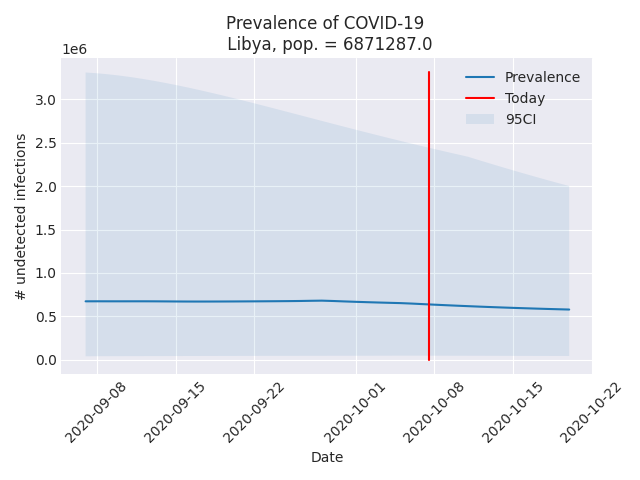 Prevalence of COVID-19
Libya, pop. = 6871287.0
1e6
Prevalence
Today
95CI
3.0
2.5
2.0
1.5
1.0
0.5
0.0
# undetected infections
2020-09-08
2020-09-15
2020-09-22
2020-10-01
2020-10-08
2020-10-15
2020-10-22
Date